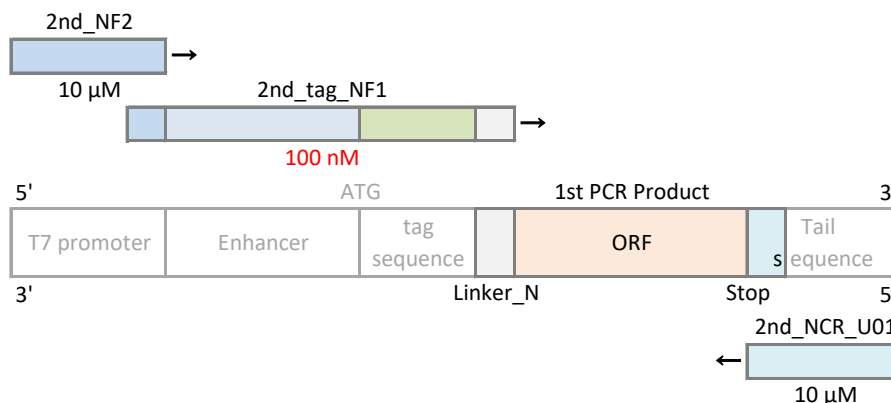 2nd_NF2
10 μM
2nd_tag_NF1
100 nM
5'
ATG
1st PCR Product
3'
T7 promoter
Enhancer
tag
sequence
ORF
Tail
s equence
3'
Linker_N
Stop
5'
2nd_NCR_U01
10 μM